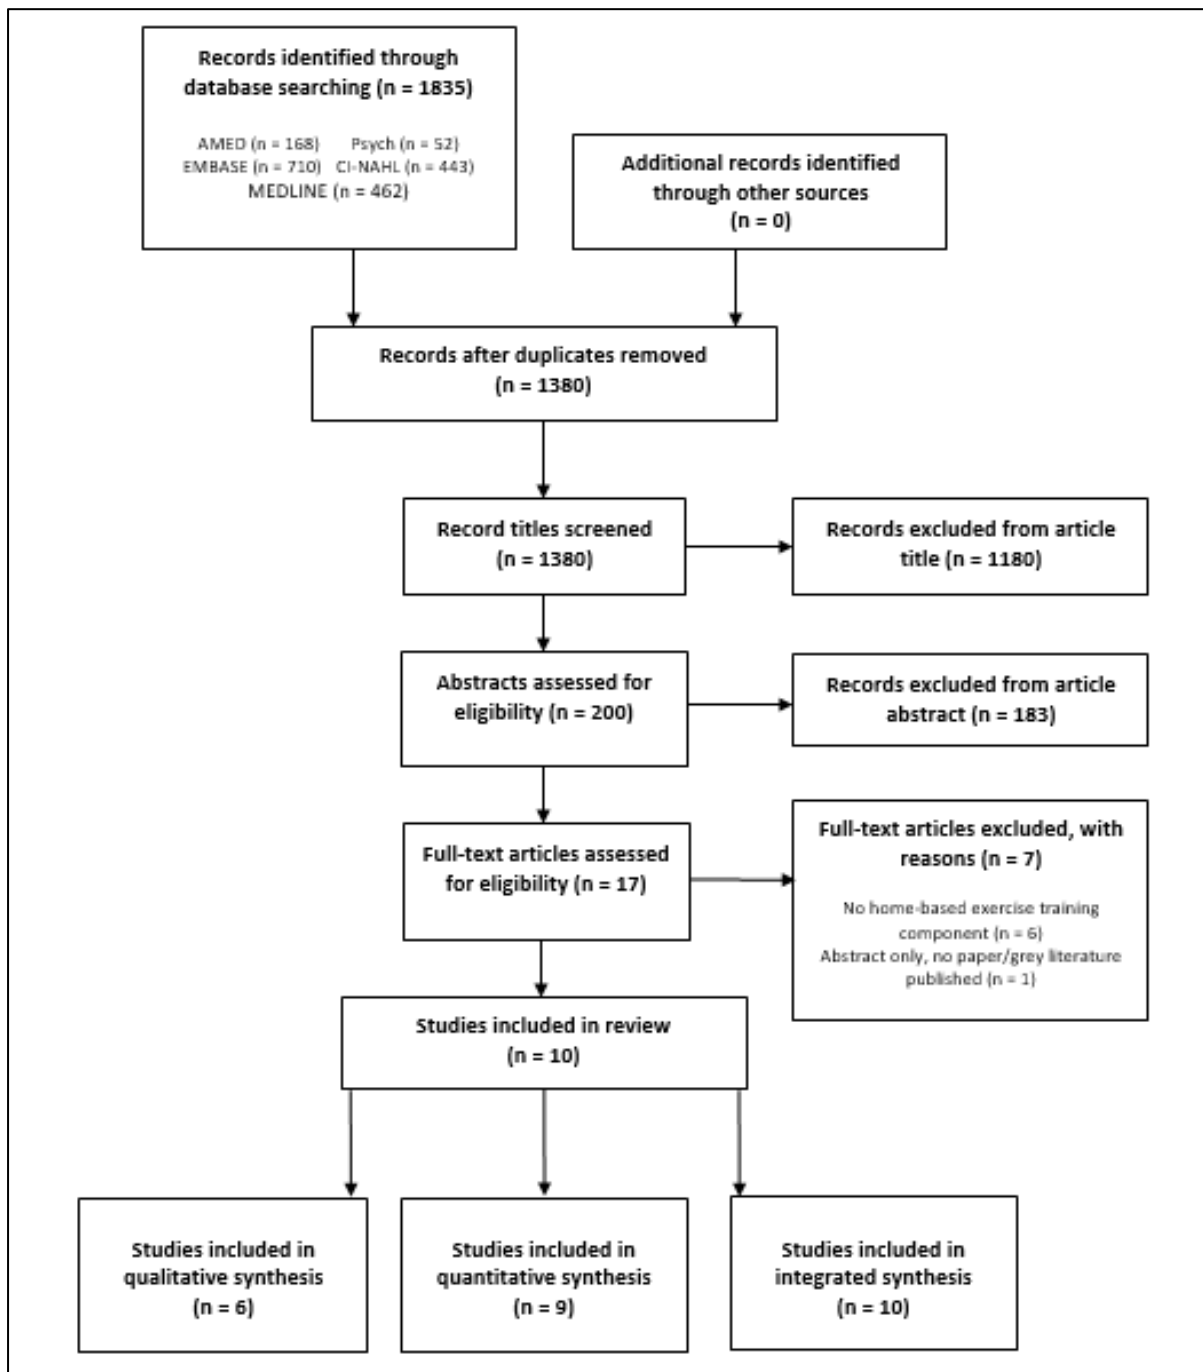 Records identified through
database searching (n = 1835)
AMED (n = 168) Psych (n = 52)
EMBASE (n = 710) CI-NAHL (n = 443)
MEDLINE (n = 462)
Additional records identified
through other sources
(n = 0)
Records after duplicates removed
(n = 1380)
Record titles screened
(n = 1380)
Records excluded from article
title (n = 1180)
Abstracts assessed for
eligibility (n = 200)
Records excluded from article
abstract (n = 183)
Full-text articles assessed
for eligibility (n = 17)
Full-text articles excluded, with
reasons (n = 7)
No home-based exercise training
component (n = 6)
Abstract only, no paper/grey literature
published (n = 1)
Studies included in review
(n = 10)
Studies included in
qualitative synthesis
(n = 6)
Studies included in
quantitative synthesis
(n = 9)
Studies included in
integrated synthesis
(n = 10)